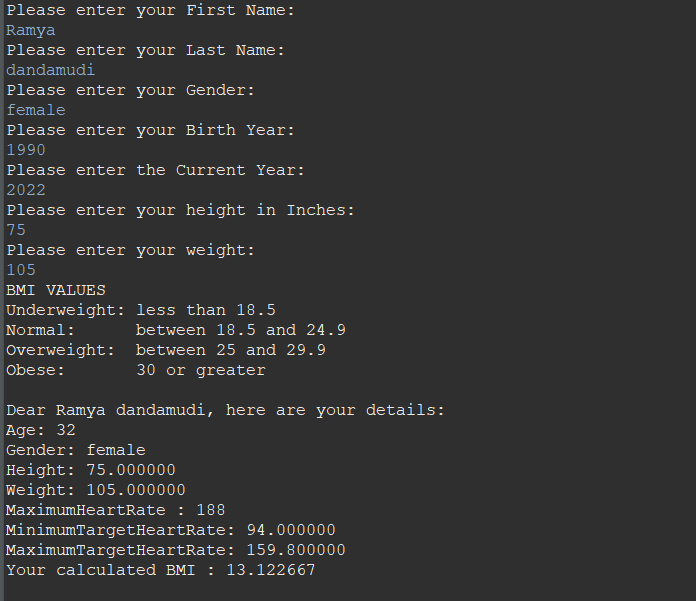 Please enter your First Name:
Ramya
Please enter your Last Name:
dandamudi
Please enter your Gender:
female
Please enter your Birth Year:
1990
Please enter the Current Year:
2022
Please enter your height in Inches:
75
Please enter your weight:
105
BMI VALUES
Underweight: less than 18.5
Normal:      between 18.5 and 24.9
Overweight:  between 25 and 29.9
Obese:       30 or greater

Dear Ramya dandamudi, here are your details:
Age: 32
Gender: female
Height: 75.000000
Weight: 105.000000
MaximumHeartRate : 188
MinimumTargetHeartRate: 94.000000
MaximumTargetHeartRate: 159.800000
Your calculated BMI : 13.122667